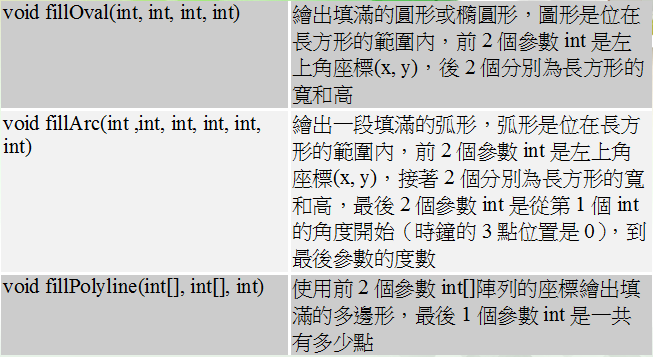 void fillOval(int, int, int, int)
繪出填滿的圓形或橢圓形，圖形是位在
長方形的範圍內，前 2 個參數 int 是左
上角座標(x, y)，後 2 個分別為長方形的
寬和高
void fillArc(int ,int, int, int, int,
int)
繪出一段填滿的弧形，弧形是位在長方
形的範圍內，前 2 個參數 int 是左上角
座標(x, y)，接著 2 個分別為長方形的寬
和高，最後 2 個參數 int 是從第 1 個 int
的角度開始（時鐘的 3 點位置是 0），到
最後參數的度數
void fillPolyline(int[], int[], int)
使用前 2 個參數 int[]陣列的座標繪出填
滿的多邊形，最後 1 個參數 int 是一共
有多少點